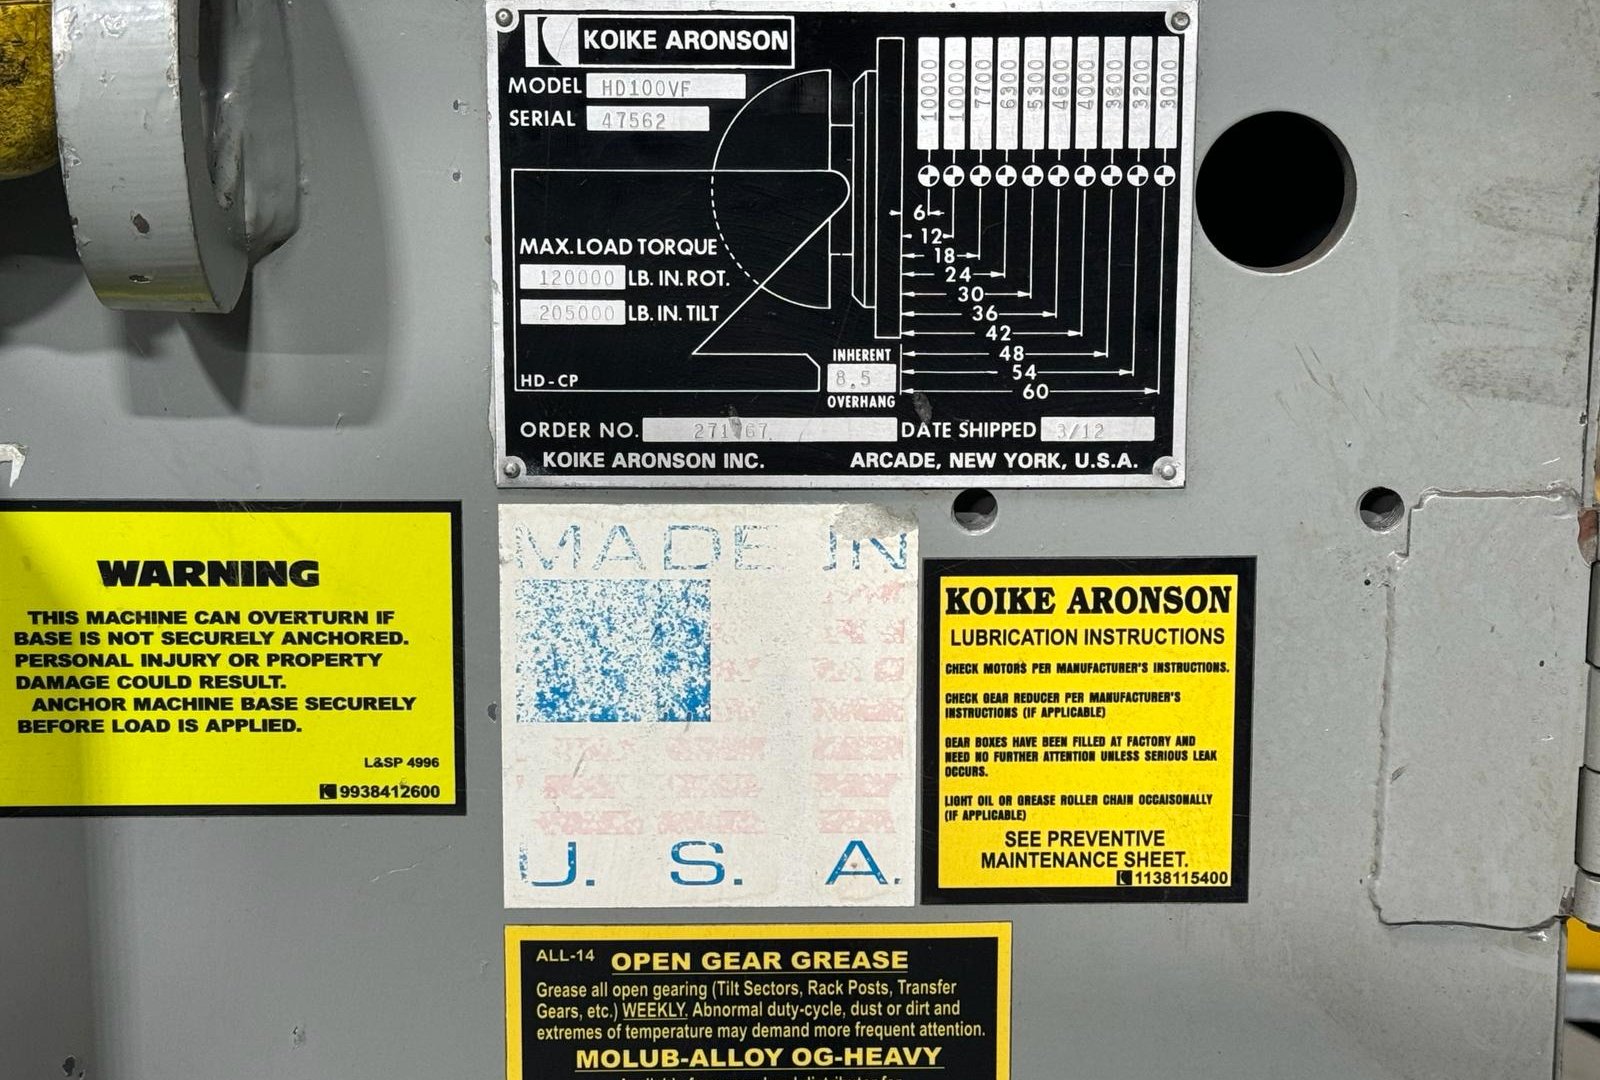 KOIKE ARONSON
MODEL HD100VF
SERIAL 47562
10000 10000 7700 6300 5300 4600 4000 3600 3200 3000
6
12
18
24
30
36
42
48
54
60
MAX. LOAD TORQUE
120000 LB. IN. ROT.
205000 LB. IN. TILT
HD-CP
INHERENT
8.5
OVERHANG
ORDER NO. DATE SHIPPED 3/12
KOIKE ARONSON INC. ARCADE, NEW YORK, U.S.A.
WARNING
THIS MACHINE CAN OVERTURN IF
BASE IS NOT SECURELY ANCHORED.
PERSONAL INJURY OR PROPERTY
DAMAGE COULD RESULT.
ANCHOR MACHINE BASE SECURELY
BEFORE LOAD IS APPLIED.
L&SP 4996
9938412600
MADE IN
U. S. A.
KOIKE ARONSON
LUBRICATION INSTRUCTIONS
CHECK MOTORS PER MANUFACTURER'S INSTRUCTIONS.
CHECK GEAR REDUCER PER MANUFACTURER'S
INSTRUCTIONS (IF APPLICABLE)
GEAR BOXES HAVE BEEN FILLED AT FACTORY AND
NEED NO FURTHER ATTENTION UNLESS SERIOUS LEAK
OCCURS.
LIGHT OIL OR GREASE ROLLER CHAIN OCCAISONALLY
(IF APPLICABLE)
SEE PREVENTIVE
MAINTENANCE SHEET.
1138115400
ALL-14 OPEN GEAR GREASE
Grease all open gearing (Tilt Sectors, Rack Posts, Transfer
Gears, etc.) WEEKLY. Abnormal duty-cycle, dust or dirt and
extremes of temperature may demand more frequent attention.
MOLUB-ALLOY OG-HEAVY